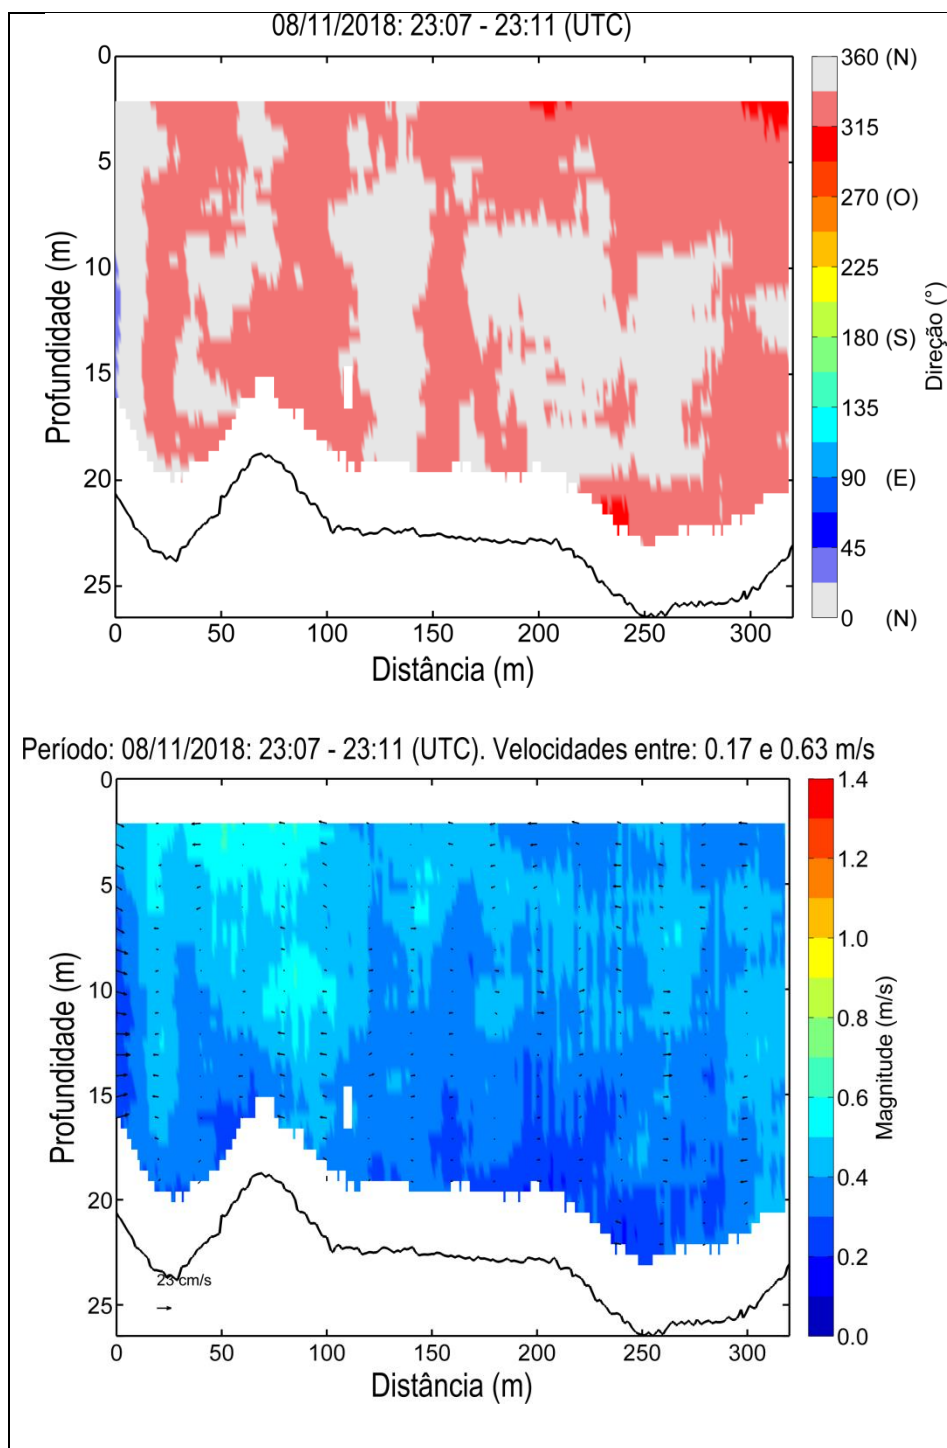 08/11/2018: 23:07 - 23:11 (UTC)
0
5
10
15
20
25
Profundidade (m)
0 50 100 150 200 250 300
Distância (m)
360 (N)
315
270 (O)
225
180 (S)
135
90 (E)
45
0 (N)
Direção (°)
Período: 08/11/2018: 23:07 - 23:11 (UTC). Velocidades entre: 0.17 e 0.63 m/s
0
5
10
15
20
25
Profundidade (m)
23 cm/s
0 50 100 150 200 250 300
Distância (m)
1.4
1.2
1.0
0.8
0.6
0.4
0.2
0.0
Magnitude (m/s)